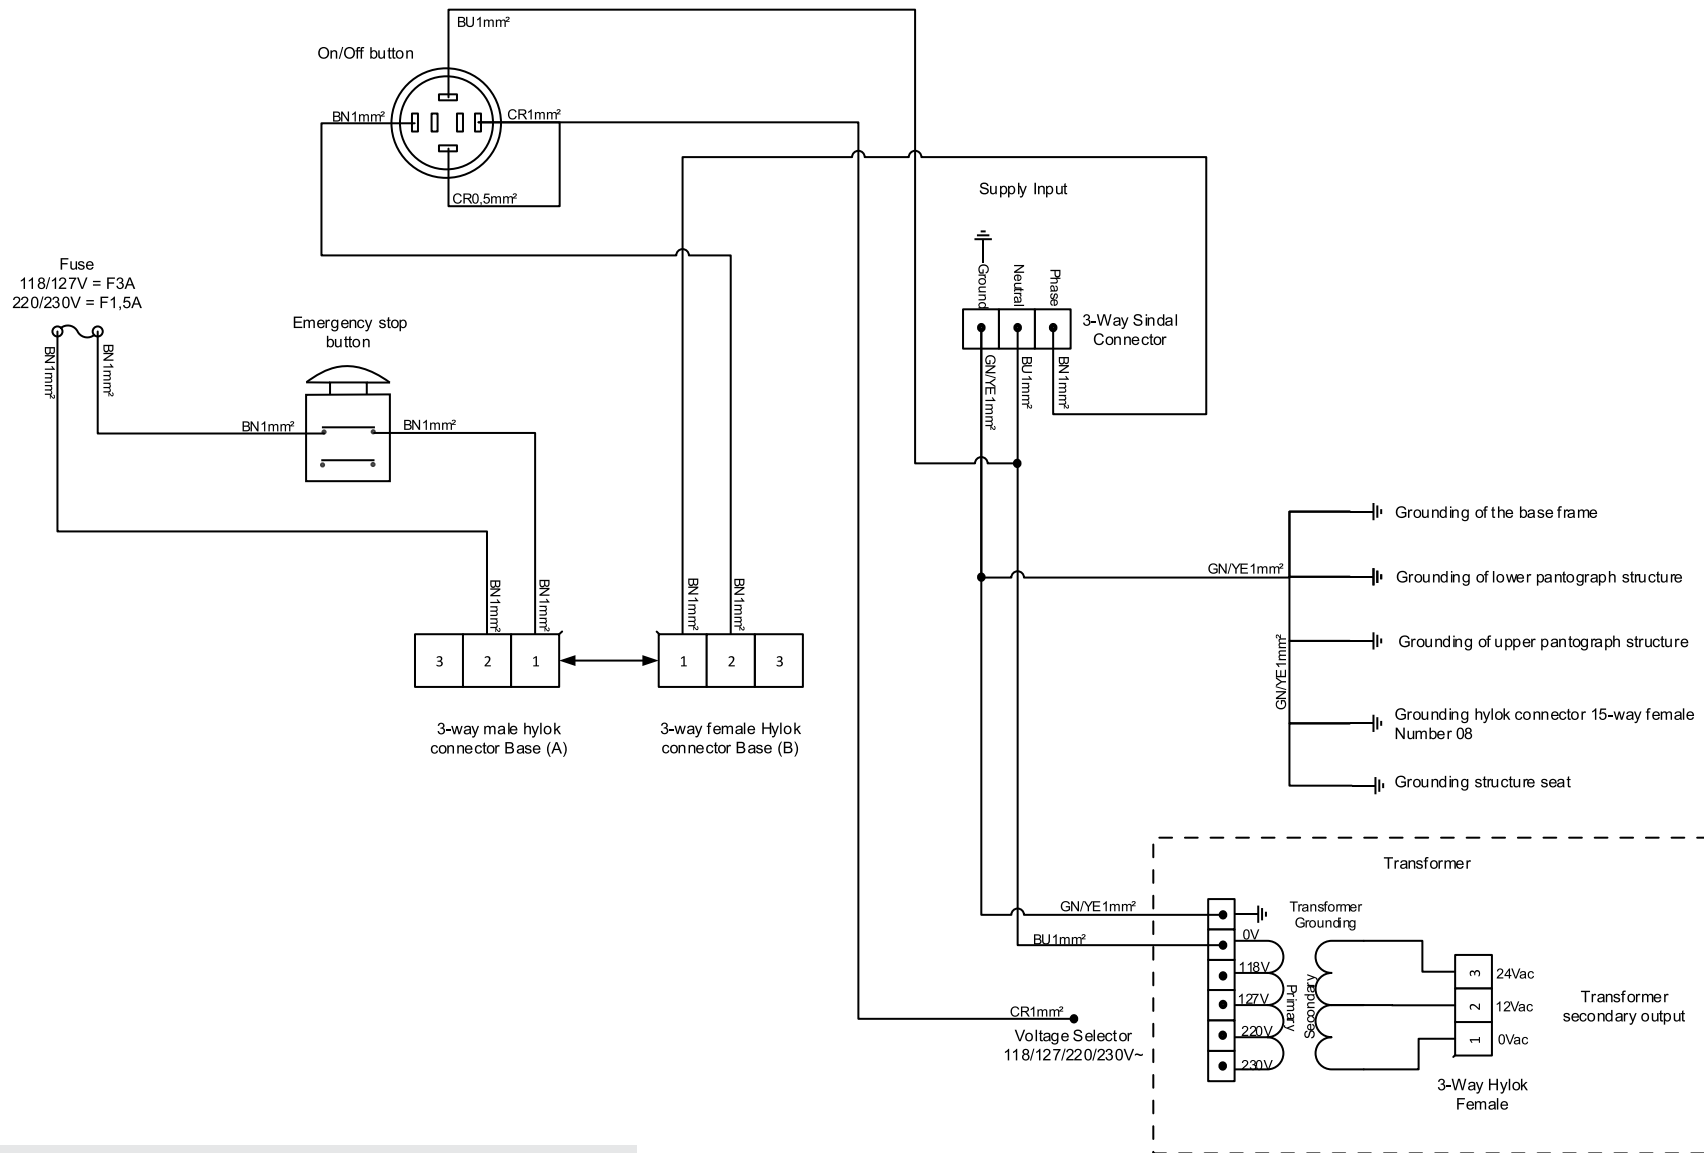 BU1mm²
On/Off button
BN1mm²
CR1mm²
CR0,5mm²
Supply Input
Ground
Neutral
Phase
3-Way Sindal
Connector
GN/YE1mm²
BU1mm²
BN1mm²
Fuse
118/127V = F3A
220/230V = F1,5A
BN1mm²
BN1mm²
Emergency stop
button
BN1mm²
BN1mm²
BN1mm²
BN1mm²
BN1mm²
BN1mm²
3
2
1
1
2
3
3-way male hylok
connector Base (A)
3-way female Hylok
connector Base (B)
GN/YE1mm²
GN/YE1mm²
Grounding of the base frame
Grounding of lower pantograph structure
Grounding of upper pantograph structure
Grounding hylok connector 15-way female
Number 08
Grounding structure seat
Transformer
GN/YE1mm²
BU1mm²
Transformer
Grounding
0V
118V
127V
220V
230V
Primary
Secondary
3
2
1
24Vac
12Vac
0Vac
Transformer
secondary output
3-Way Hylok
Female
CR1mm²
Voltage Selector
118/127/220/230V~